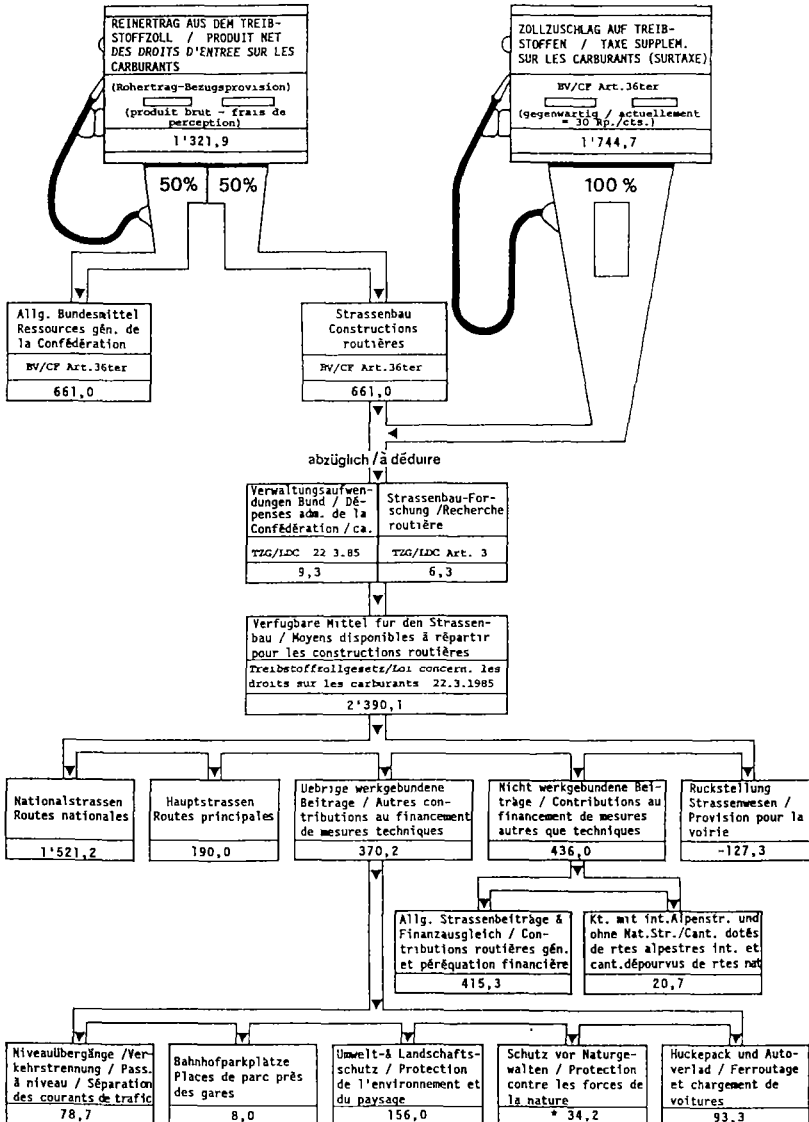 REINERTRAG AUS DEM TREIB-
STOFFZOLL / PRODUIT NET
DES DROITS D'ENTREE SUR LES
CARBURANTS
(Rohertrag-Bezugsprovision)
(produit brut - frais de
perception)
1'321,9
50% 50%
ZOLLZUSCHLAG AUF TREIB-
STOFFEN / TAXE SUPPLEM.
SUR LES CARBURANTS (SURTAXE)
BV/CF Art.36ter
(gegenwartig / actuellement
= 30 Rp./cts.)
1'744,7
100 %
Allg. Bundesmittel
Ressources gén. de
la Confédération
BV/CF Art.36ter
661,0
Strassenbau
Constructions
routières
BV/CF Art.36ter
661,0
abzüglich / à déduire
Verwaltungsaufwen-
dungen Bund / Dé-
penses adm. de la
Confédération / ca.
TZG/LDC 22 3.85
9,3
Strassenbau-For-
schung /Recherche
routière
TZG/LDC Art. 3
6,3
Verfugbare Mittel fur den Strassen-
bau / Moyens disponibles à répartir
pour les constructions routières
Treibstoffzollgesetz/Loi concern. les
droits sur les carburants 22.3.1985
2'390,1
Nationalstrassen
Routes nationales
1'521,2
Hauptstrassen
Routes principales
190,0
Uebrige werkgebundene
Beitrage / Autres con-
tributions au financement
de mesures techniques
370,2
Nicht werkgebundene Bei-
träge / Contributions au
financement de mesures
autres que techniques
436,0
Ruckstellung
Strassenwesen /
Provision pour la
voirie
-127,3
Allg. Strassenbeiträge &
Finanzausgleich / Con-
tributions routières gén.
et péréquation financière
415,3
Kt. mit int.Alpenstr. und
ohne Nat.Str./Cant. dotés
de rtes alpestres int. et
cant.dépourvus de rtes nat
20,7
Niveauübergänge /Ver-
kehrstrennung / Pass.
à niveau / Séparation
des courants de trafic
78,7
Bahnhofparkplätze
Places de parc près
des gares
8,0
Umwelt-& Landschafts-
schutz / Protection
de l'environnement et
du paysage
156,0
Schutz vor Naturge-
walten / Protection
contre les forces de
la nature
* 34,2
Huckepack und Auto-
verlad / Ferroutage
et chargement de
voitures
93,3